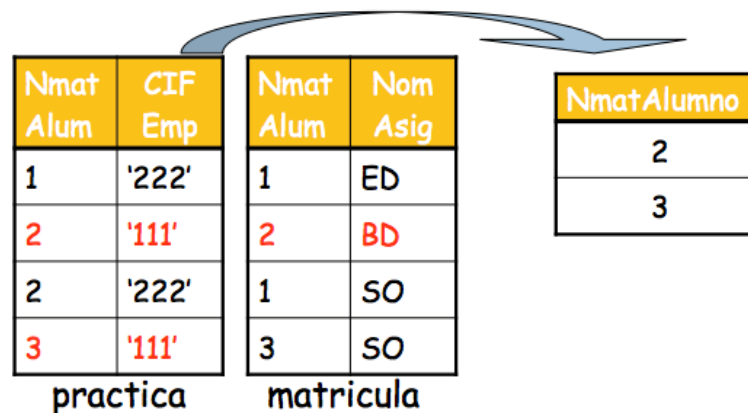 Nmat Alum CIF Emp
1 '222'
2 '111'
2 '222'
3 '111'
practica
Nmat Alum Nom Asig
1 ED
2 BD
1 SO
3 SO
matricula
NmatAlumno
2
3